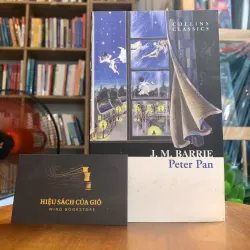 COLLINS
CLASSICS
J. M. BARRIE
Peter Pan
HIỆU SÁCH CỦA GIÓ
WIND BOOKSTORE